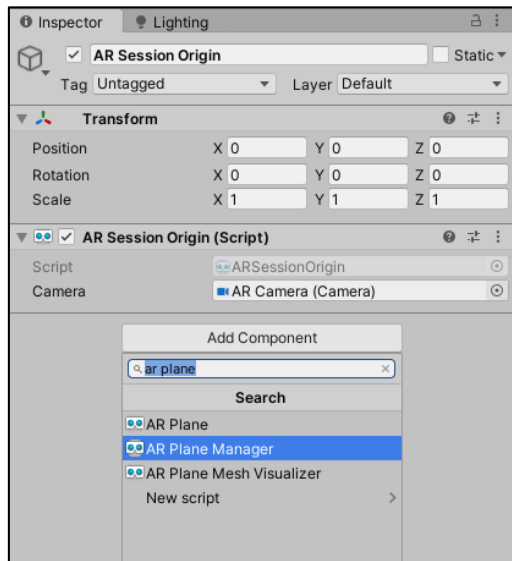 Inspector Lighting
AR Session Origin Static
Tag Untagged Layer Default
Transform
Position X 0 Y 0 Z 0
Rotation X 0 Y 0 Z 0
Scale X 1 Y 1 Z 1
AR Session Origin (Script)
Script ARSessionOrigin
Camera AR Camera (Camera)
Add Component
ar plane
Search
AR Plane
AR Plane Manager
AR Plane Mesh Visualizer
New script